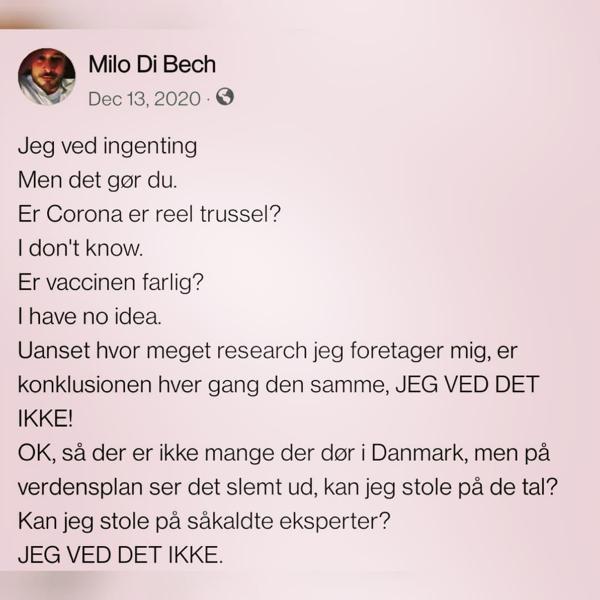 Milo Di Bech
Dec 13, 2020 ·
Jeg ved ingenting
Men det gør du.
Er Corona er reel trussel?
I don't know.
Er vaccinen farlig?
I have no idea.
Uanset hvor meget research jeg foretager mig, er
konklusionen hver gang den samme, JEG VED DET
IKKE!
OK, så der er ikke mange der dør i Danmark, men på
verdensplan ser det slemt ud, kan jeg stole på de tal?
Kan jeg stole på såkaldte eksperter?
JEG VED DET IKKE.